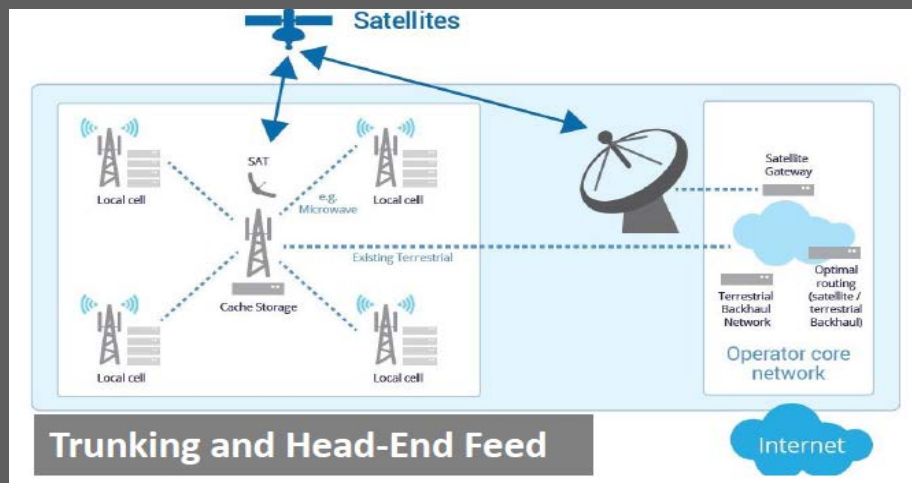 Satellites
SAT
Local cell
e.g.
Microwave
Local cell
Satellite
Gateway
Existing Terrestrial
Cache Storage
Local cell
Local cell
Terrestrial
Backhaul
Network
Optimal
routing
(satellite /
terrestrial
Backhaul)
Operator core
network
Trunking and Head-End Feed
Internet